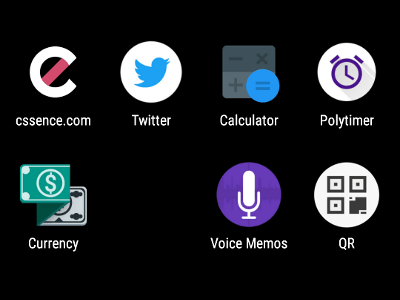 cssence.com
Twitter
Calculator
Polytimer
Currency
Voice Memos
QR